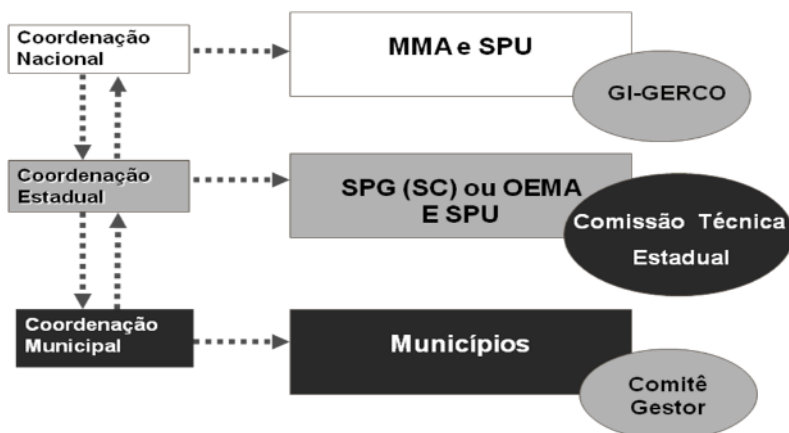 Coordenação
Nacional
MMA e SPU
GI-GERCO
Coordenação
Estadual
SPG (SC) ou OEMA
E SPU
Comissão Técnica
Estadual
Coordenação
Municipal
Municípios
Comitê
Gestor